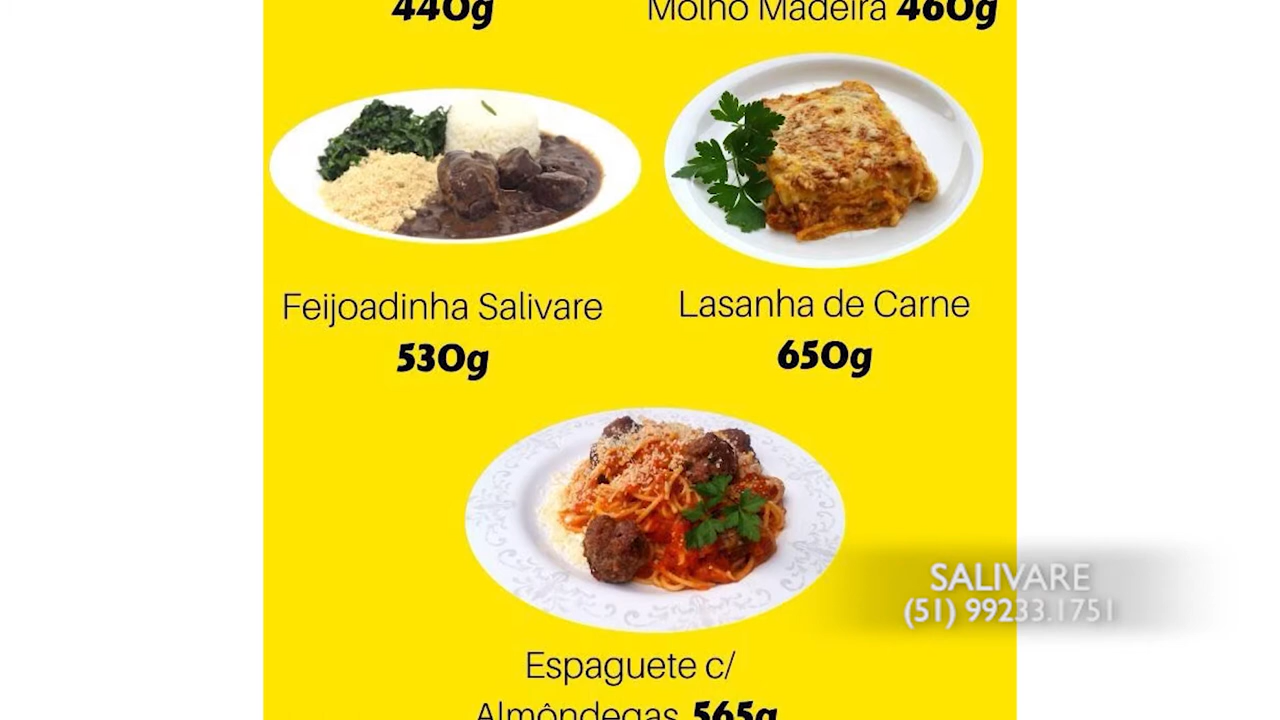 440g
Molho Madeira 460g
Feijoadinha Salivare
530g
Lasanha de Carne
650g
Espaguete c/
Almôndegas 565g
SALIVARE
(51) 99233.1751